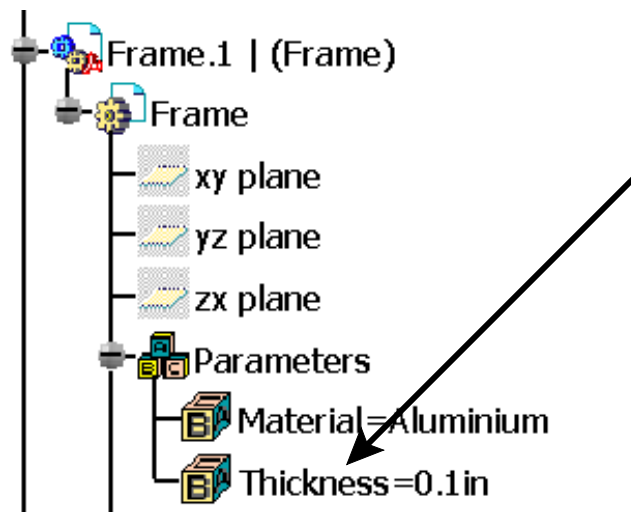 Frame.1 | (Frame)
Frame
xy plane
yz plane
zx plane
Parameters
Material=Aluminium
Thickness=0.1in